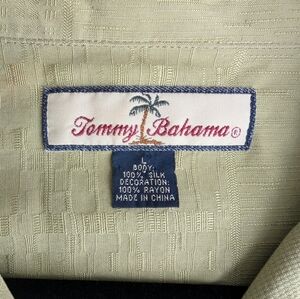 Tommy Bahama®
L
BODY:
100% SILK
DECORATION:
100% RAYON
MADE IN CHINA